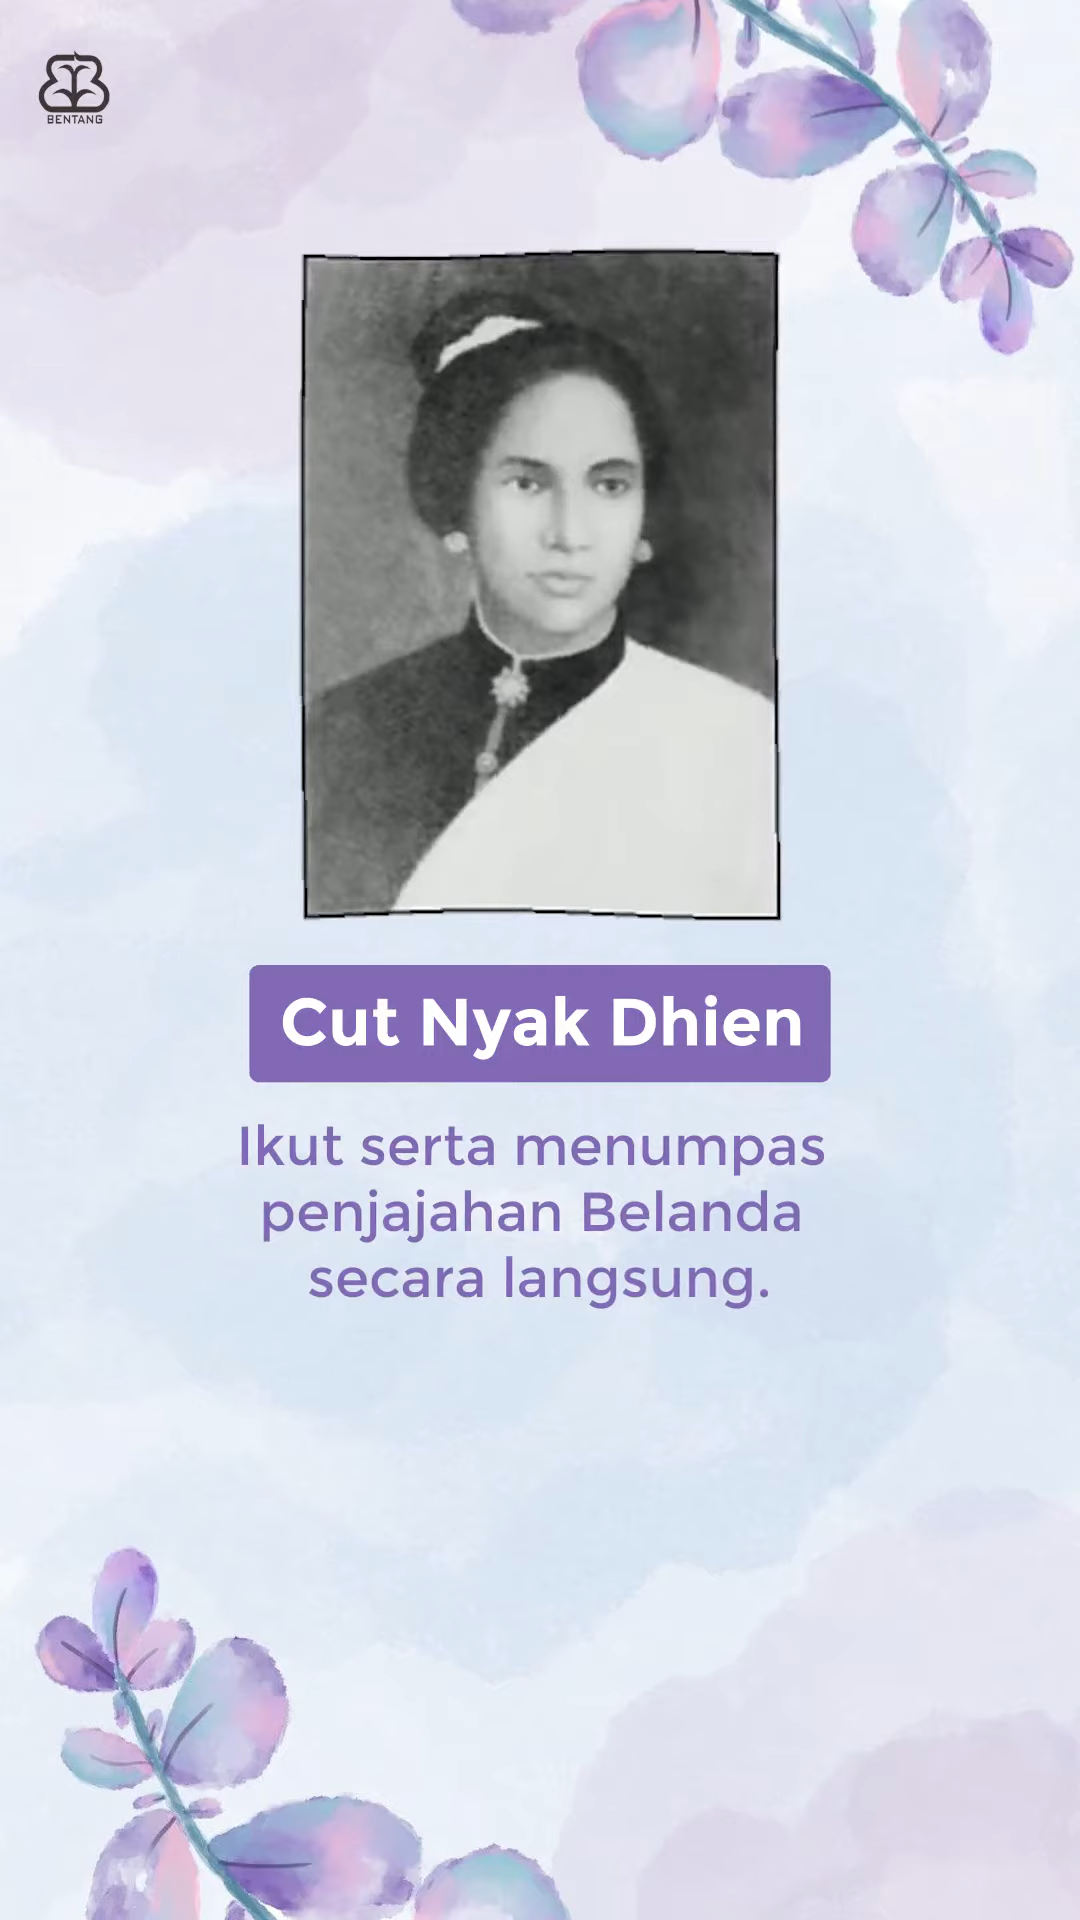 BENTANG
Cut Nyak Dhien
Ikut serta menumpas
penjajahan Belanda
secara langsung.